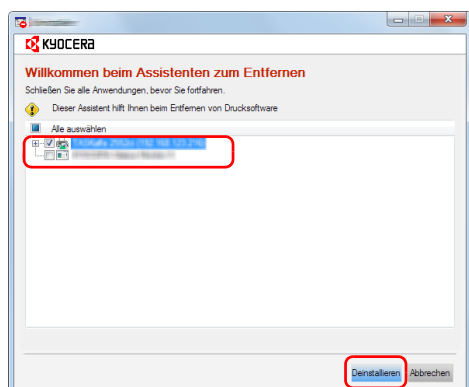 KYOCERA
Willkommen beim Assistenten zum Entfernen
Schließen Sie alle Anwendungen, bevor Sie fortfahren.
Dieser Assistent hilft Ihnen beim Entfernen von Drucksoftware
Alle auswählen
Deinstallieren Abbrechen